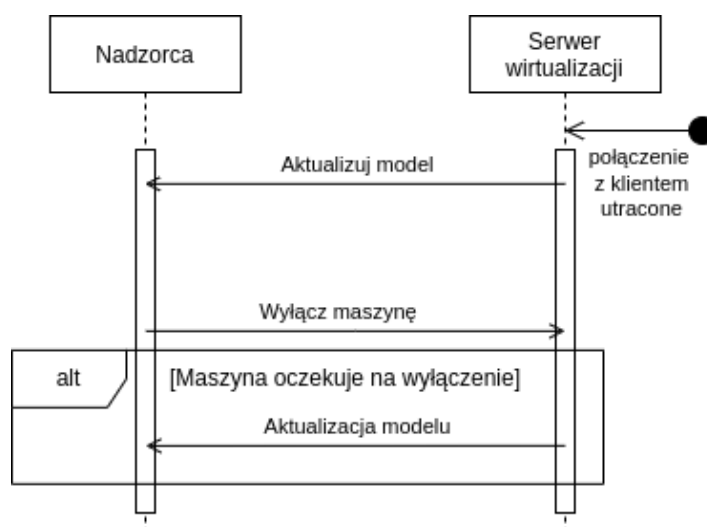 Nadzorca
Serwer
wirtualizacji
połączenie
z klientem
utracone
Aktualizuj model
Wyłącz maszynę
alt
[Maszyna oczekuje na wyłączenie]
Aktualizacja modelu